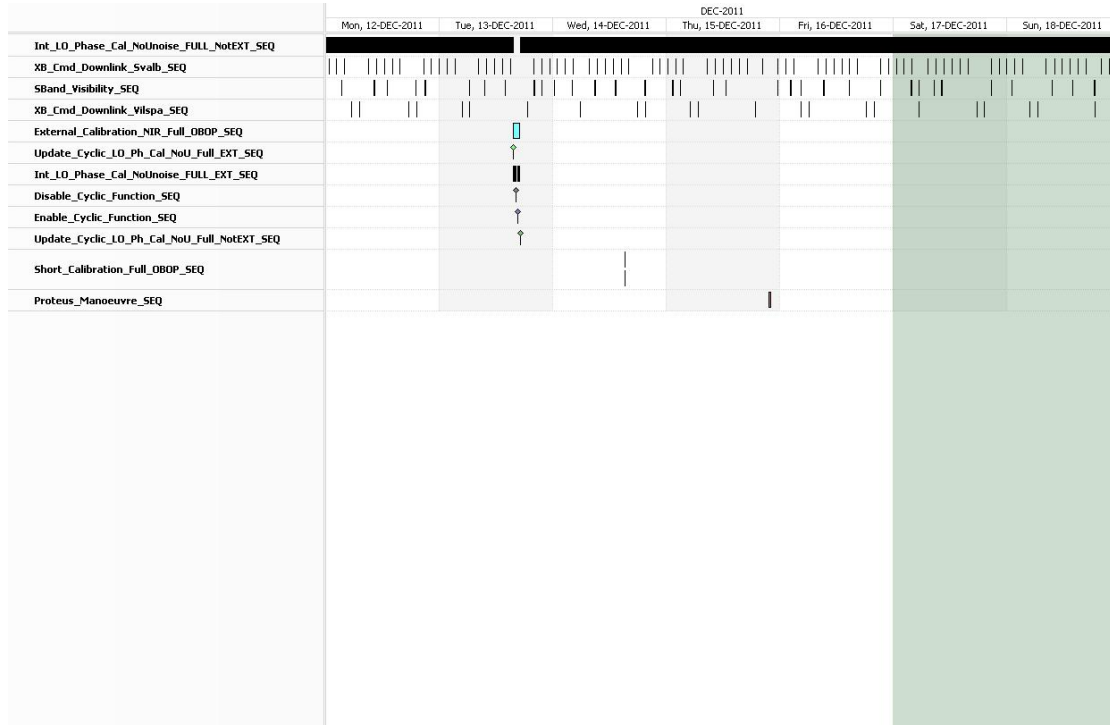 DEC-2011
Mon, 12-DEC-2011 Tue, 13-DEC-2011 Wed, 14-DEC-2011 Thu, 15-DEC-2011 Fri, 16-DEC-2011 Sat, 17-DEC-2011 Sun, 18-DEC-2011
Int_LO_Phase_Cal_NoUnoise_FULL_NotEXT_SEQ
XB_Cmd_Downlink_Svalb_SEQ
SBand_Visibility_SEQ
XB_Cmd_Downlink_Vilspa_SEQ
External_Calibration_NIR_Full_OBOP_SEQ
Update_Cyclic_LO_Ph_Cal_NoU_Full_EXT_SEQ
Int_LO_Phase_Cal_NoUnoise_FULL_EXT_SEQ
Disable_Cyclic_Function_SEQ
Enable_Cyclic_Function_SEQ
Update_Cyclic_LO_Ph_Cal_NoU_Full_NotEXT_SEQ
Short_Calibration_Full_OBOP_SEQ
Proteus_Manoeuvre_SEQ